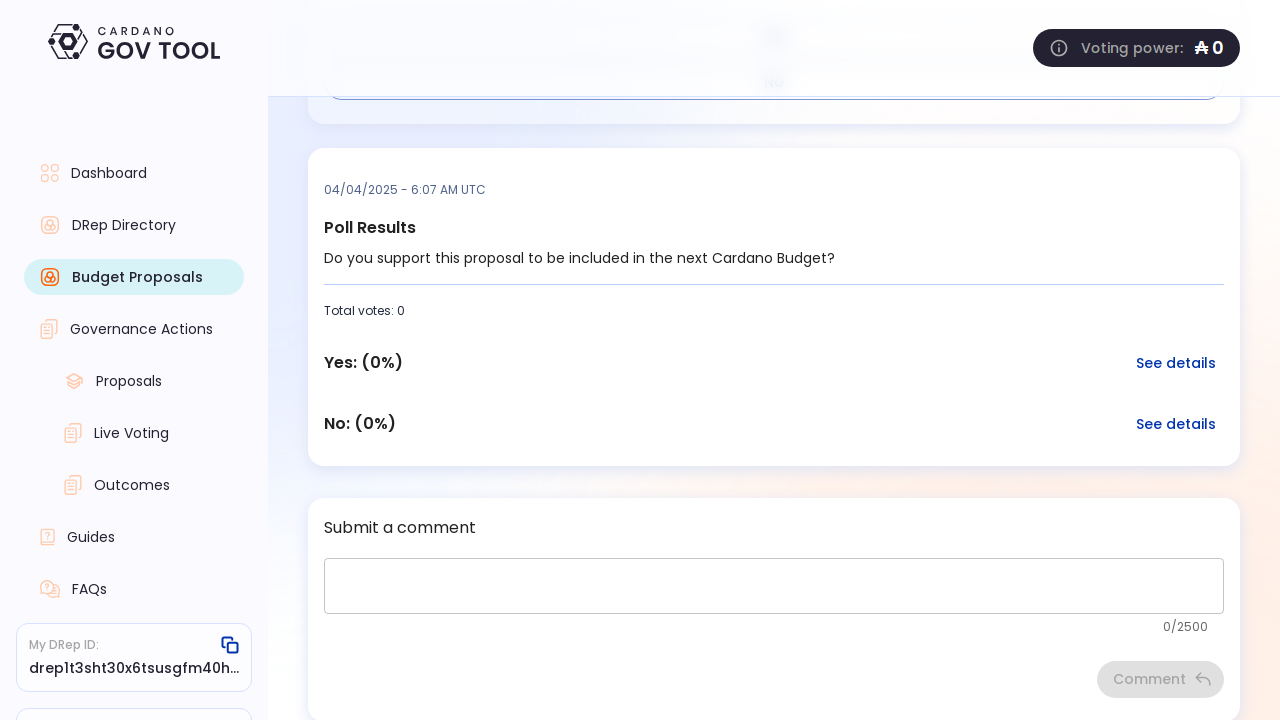 CARDANO
GOV TOOL
Voting power: ₳ 0
Dashboard
DRep Directory
Budget Proposals
Governance Actions
Proposals
Live Voting
Outcomes
Guides
FAQs
My DRep ID:
drep1t3sht30x6tsusgfm40h...
04/04/2025 - 6:07 AM UTC
Poll Results
Do you support this proposal to be included in the next Cardano Budget?
Total votes: 0
Yes: (0%)
See details
No: (0%)
See details
Submit a comment
0/2500
Comment